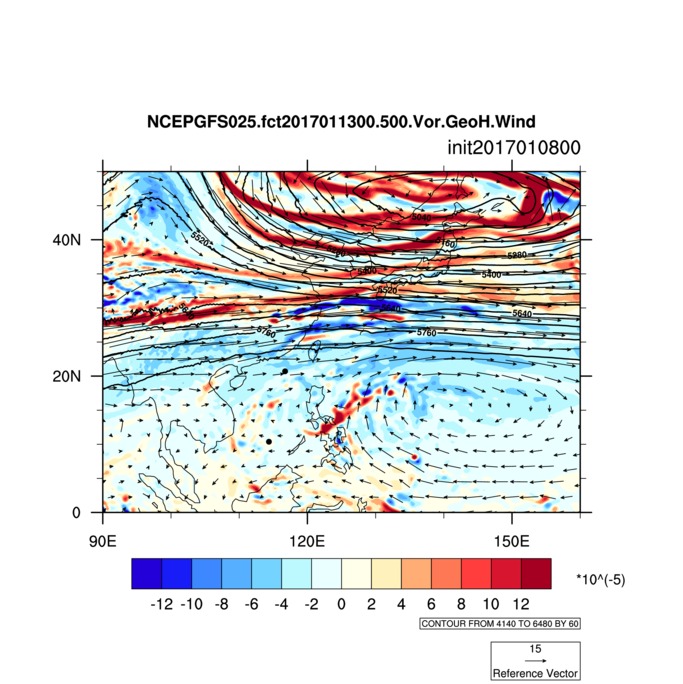 NCEPGFS025.fct2017011300.500.Vor.GeoH.Wind
init2017010800
5040
5520
5280
5400
5400
5520
5640
5760
5760
40N
20N
0
90E 120E 150E
-12 -10 -8 -6 -4 -2 0 2 4 6 8 10 12
*10^(-5)
CONTOUR FROM 4140 TO 6480 BY 60
15
Reference Vector